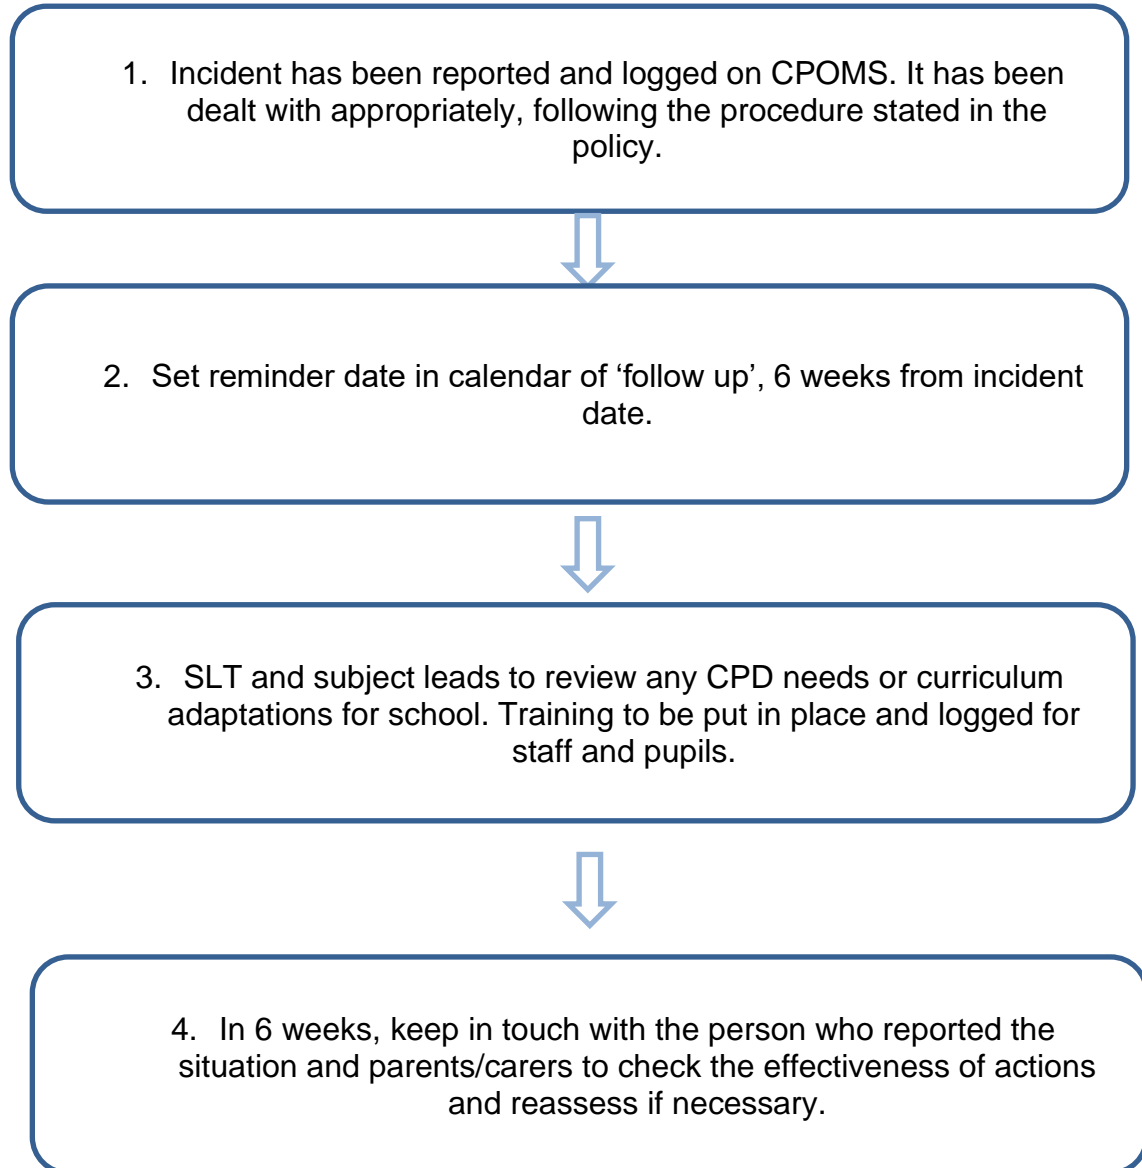 1. Incident has been reported and logged on CPOMS. It has been
dealt with appropriately, following the procedure stated in the
policy.
2. Set reminder date in calendar of ‘follow up’, 6 weeks from incident
date.
3. SLT and subject leads to review any CPD needs or curriculum
adaptations for school. Training to be put in place and logged for
staff and pupils.
4. In 6 weeks, keep in touch with the person who reported the
situation and parents/carers to check the effectiveness of actions
and reassess if necessary.